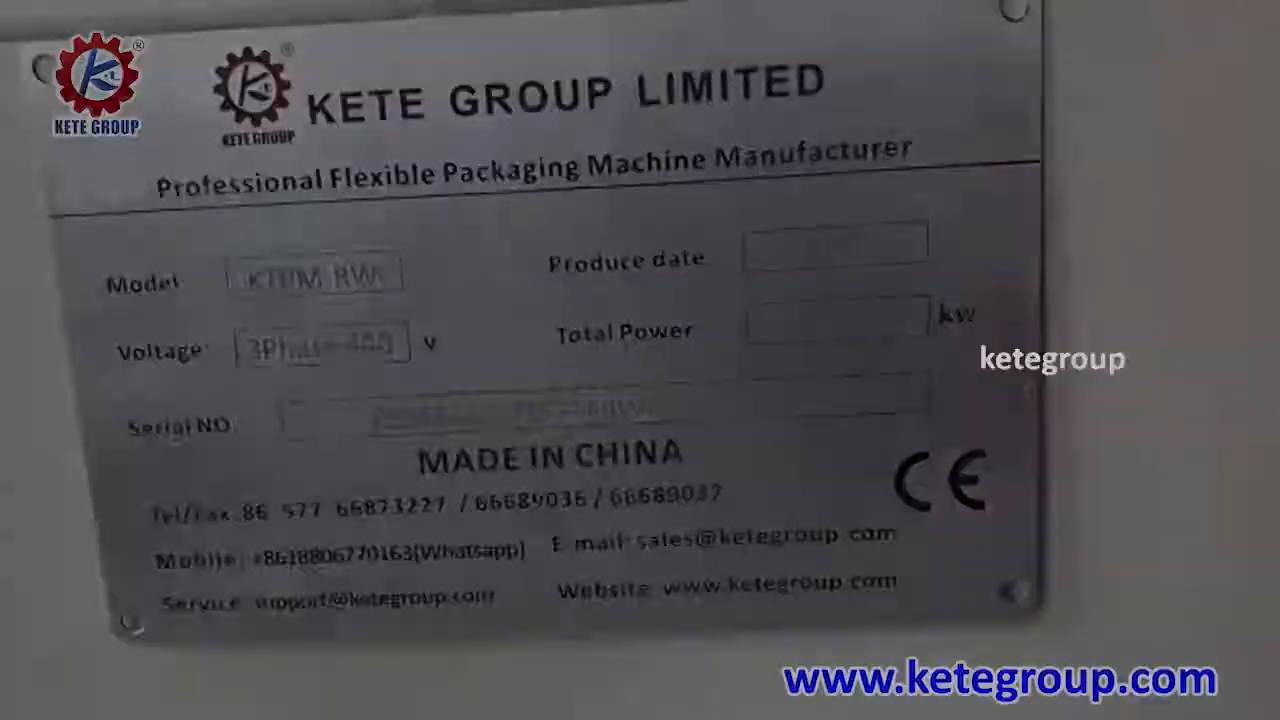 KETE GROUP
KETE GROUP
KETE GROUP LIMITED
Professional Flexible Packaging Machine Manufacturer
Model
Produce date
Voltage: 3Phase 400 V
Total Power kw
ketegroup
Serial NO.
MADE IN CHINA
CE
Tel/Fax: 86 577 66873227 / 66689036 / 66689037
Mobile: +8618806770163(Whatsapp) E-mail: sales@ketegroup.com
Service: support@ketegroup.com Website: www.ketegroup.com
www.ketegroup.com